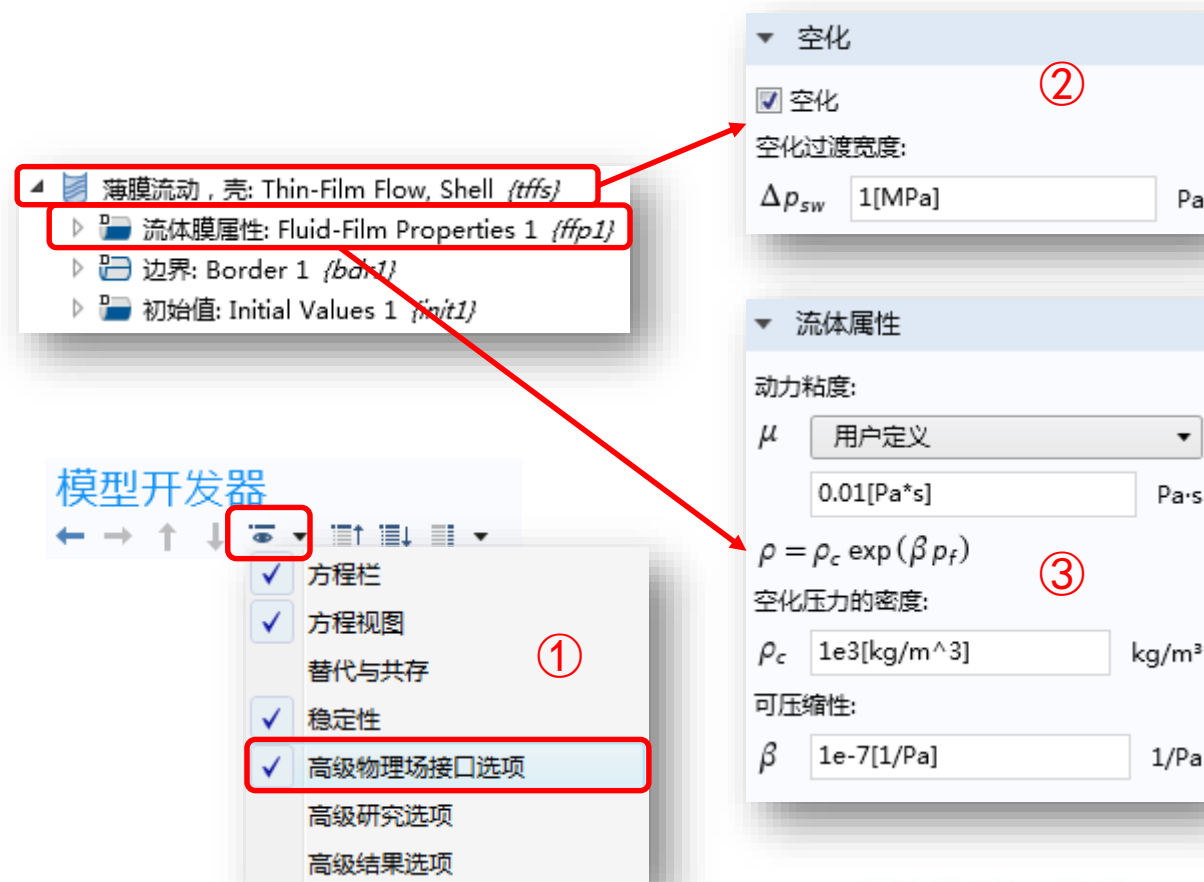 薄膜流动，壳: Thin-Film Flow, Shell {tffs}
流体膜属性: Fluid-Film Properties 1 {ffp1}
边界: Border 1 {bdr1}
初始值: Initial Values 1 {init1}
模型开发器
方程栏
方程视图
替代与共存
①
稳定性
高级物理场接口选项
高级研究选项
高级结果选项
空化
②
空化
空化过渡宽度:
Δp_sw 1[MPa] Pa
流体属性
动力粘度:
μ 用户定义
0.01[Pa*s] Pa·s
ρ = ρ_c exp(β p_f)
③
空化压力的密度:
ρ_c 1e3[kg/m^3] kg/m³
可压缩性:
β 1e-7[1/Pa] 1/Pa